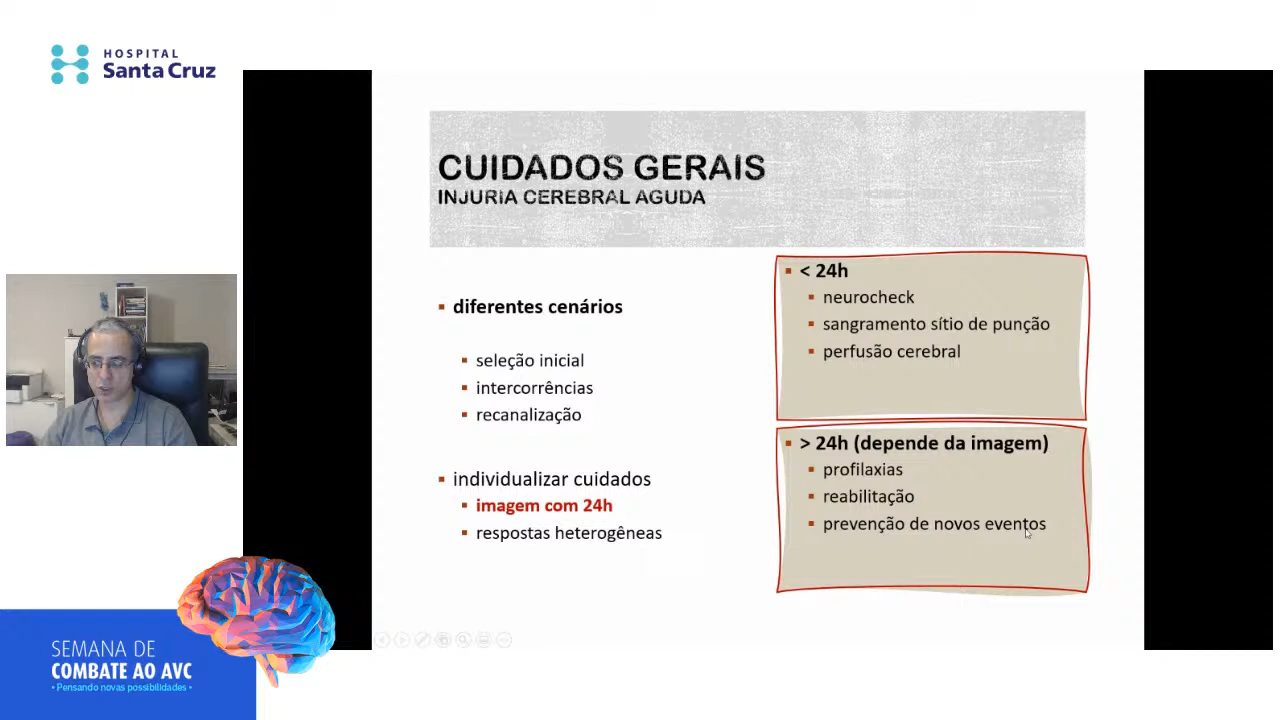 HOSPITAL
Santa Cruz
CUIDADOS GERAIS
INJURIA CEREBRAL AGUDA
▪ diferentes cenários
▪ seleção inicial
▪ intercorrências
▪ recanalização
▪ individualizar cuidados
▪ imagem com 24h
▪ respostas heterogêneas
▪ < 24h
▪ neurocheck
▪ sangramento sítio de punção
▪ perfusão cerebral
▪ > 24h (depende da imagem)
▪ profilaxias
▪ reabilitação
▪ prevenção de novos eventos
SEMANA DE
COMBATE AO AVC
• Pensando novas possibilidades •